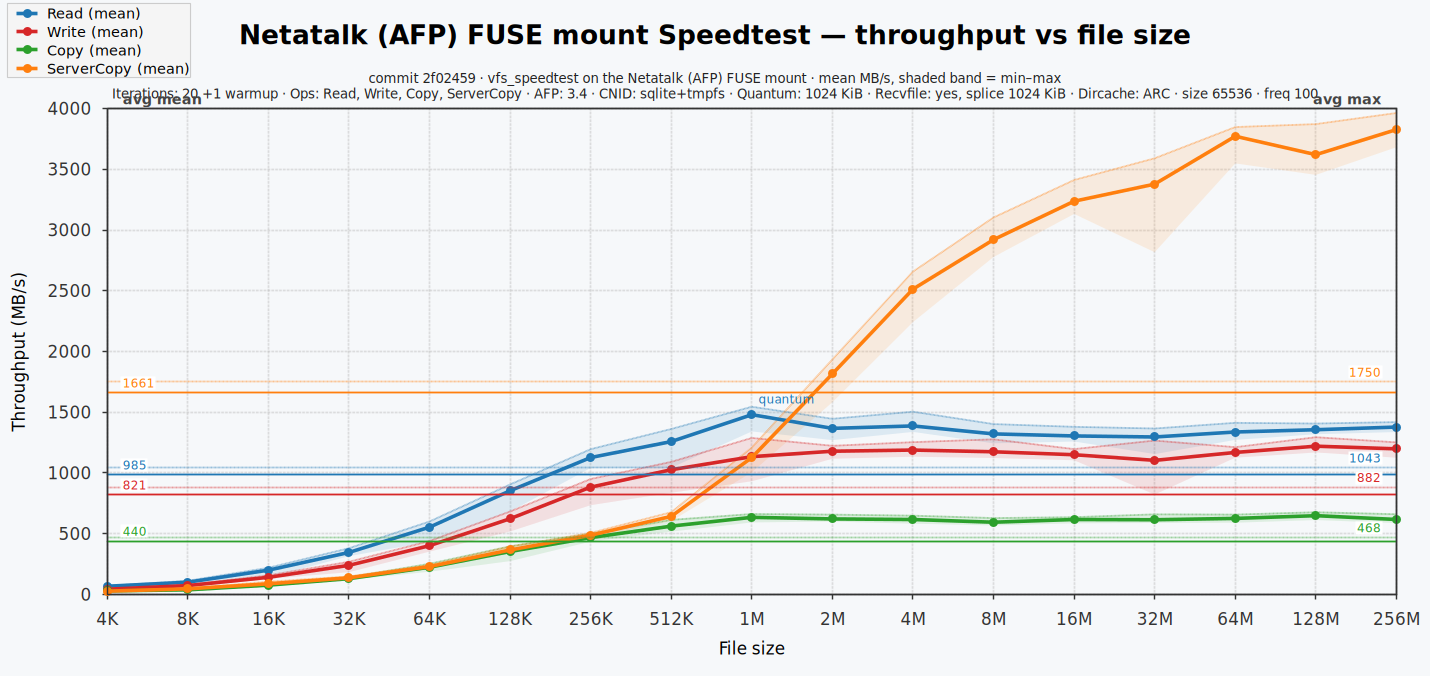 Read (mean)
Write (mean)
Copy (mean)
ServerCopy (mean)
Netatalk (AFP) FUSE mount Speedtest — throughput vs file size
commit 2f02459 · vfs_speedtest on the Netatalk (AFP) FUSE mount · mean MB/s, shaded band = min–max
Iterations: 20 +1 warmup · Ops: Read, Write, Copy, ServerCopy · AFP: 3.4 · CNID: sqlite+tmpfs · Quantum: 1024 KiB · Recvfile: yes, splice 1024 KiB · Dircache: ARC · size 65536 · freq 100
avg mean
avg max
4000
3500
3000
2500
2000
1500
1000
500
0
Throughput (MB/s)
1661
1750
quantum
985
1043
821
882
440
468
4K 8K 16K 32K 64K 128K 256K 512K 1M 2M 4M 8M 16M 32M 64M 128M 256M
File size